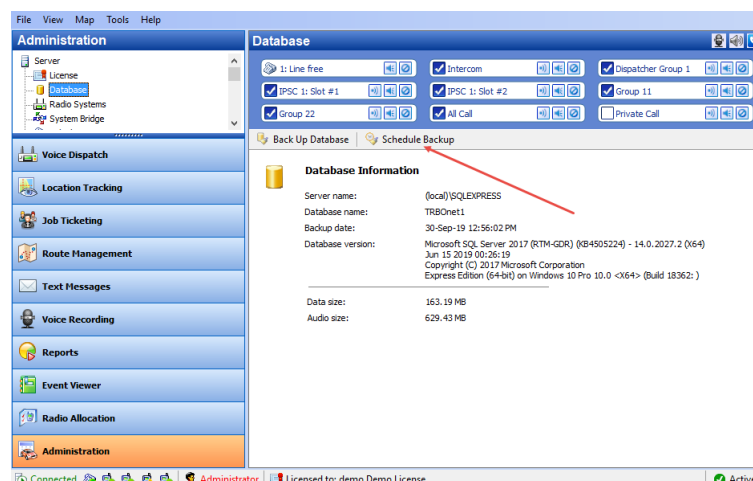 File View Map Tools Help
Administration
Server
License
Database
Radio Systems
System Bridge
Voice Dispatch
Location Tracking
Job Ticketing
Route Management
Text Messages
Voice Recording
Reports
Event Viewer
Radio Allocation
Administration
Database
1: Line free
Intercom
Dispatcher Group 1
IPSC 1: Slot #1
IPSC 1: Slot #2
Group 11
Group 22
All Call
Private Call
Back Up Database
Schedule Backup
Database Information
Server name: (local)\SQLEXPRESS
Database name: TRBOnet1
Backup date: 30-Sep-19 12:56:02 PM
Database version: Microsoft SQL Server 2017 (RTM-GDR) (KB4505224) - 14.0.2027.2 (X64)
Jun 15 2019 00:26:19
Copyright (C) 2017 Microsoft Corporation
Express Edition (64-bit) on Windows 10 Pro 10.0 <X64> (Build 18362: )
Data size: 163.19 MB
Audio size: 629.43 MB
Connected
Administrator
Licensed to: demo Demo License